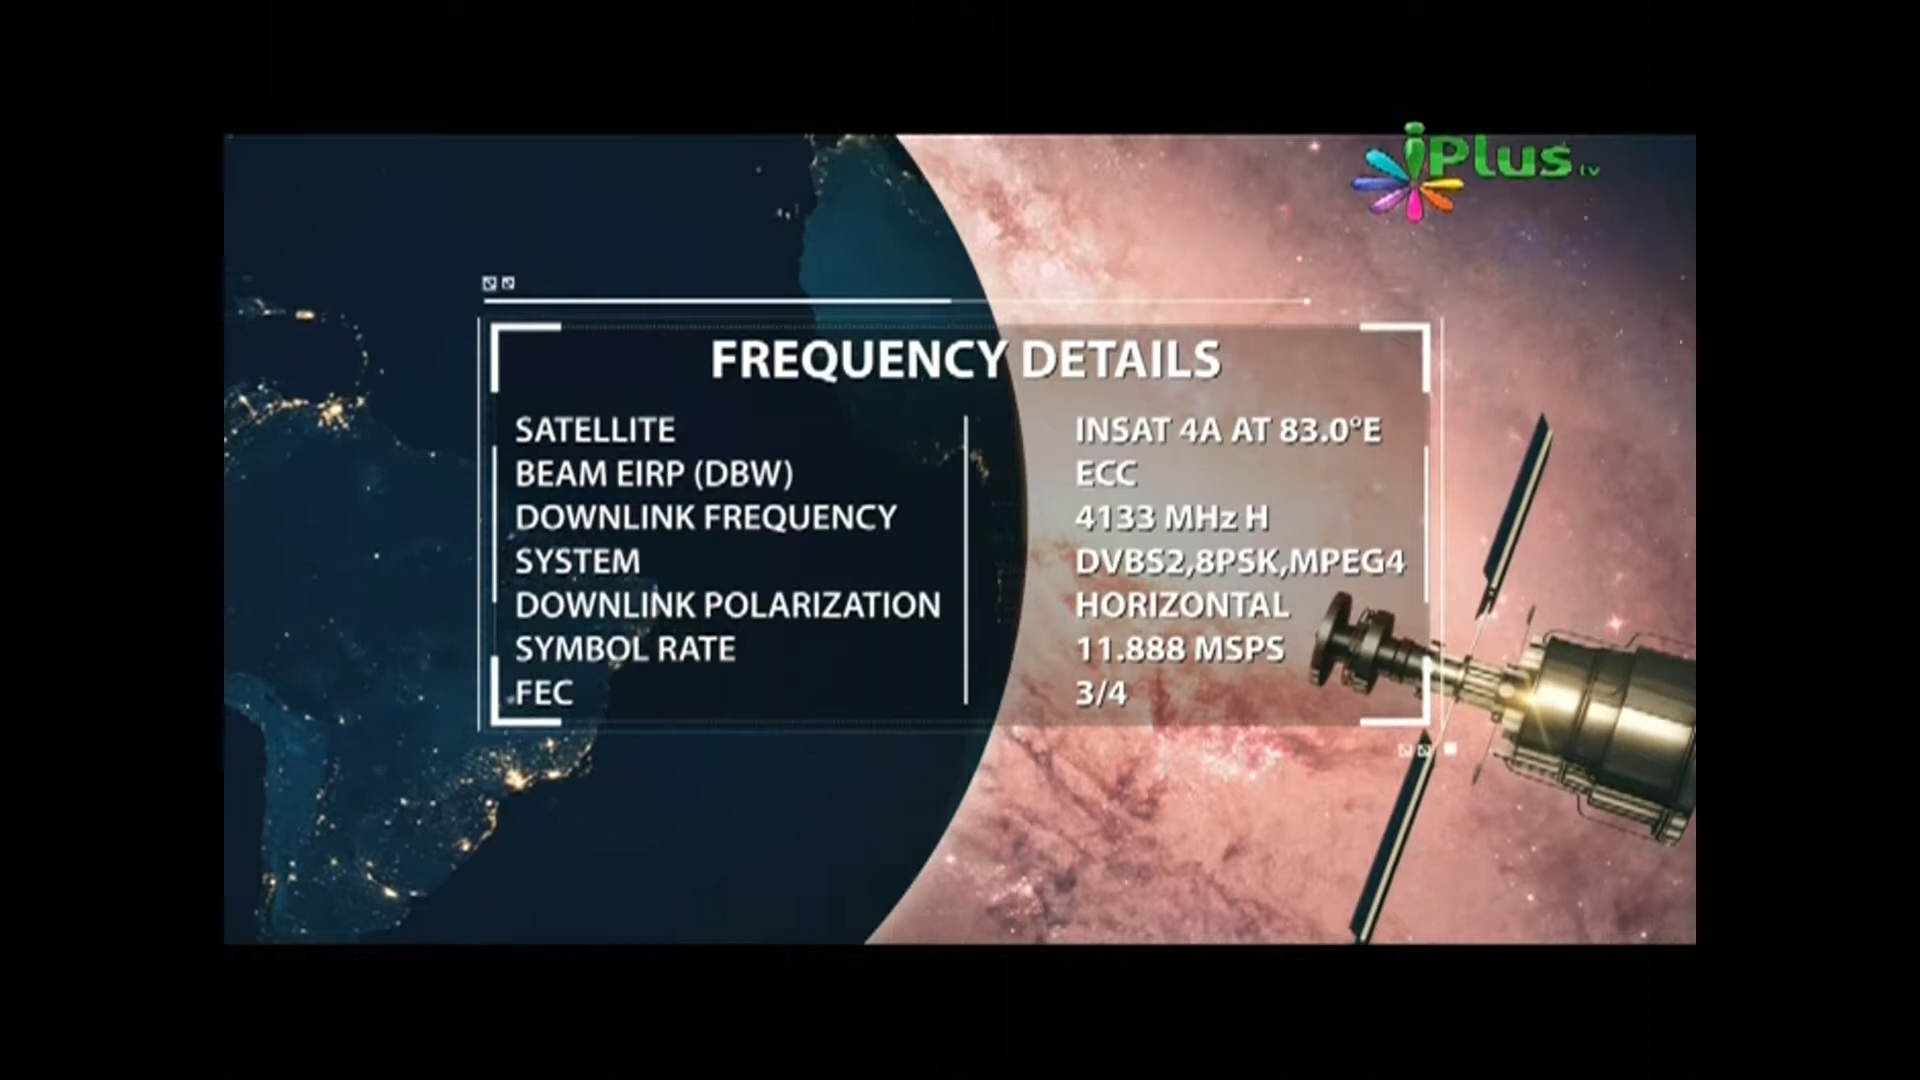 iPlus tv
FREQUENCY DETAILS
SATELLITE INSAT 4A AT 83.0°E
BEAM EIRP (DBW) ECC
DOWNLINK FREQUENCY 4133 MHz H
SYSTEM DVBS2,8PSK,MPEG4
DOWNLINK POLARIZATION HORIZONTAL
SYMBOL RATE 11.888 MSPS
FEC 3/4